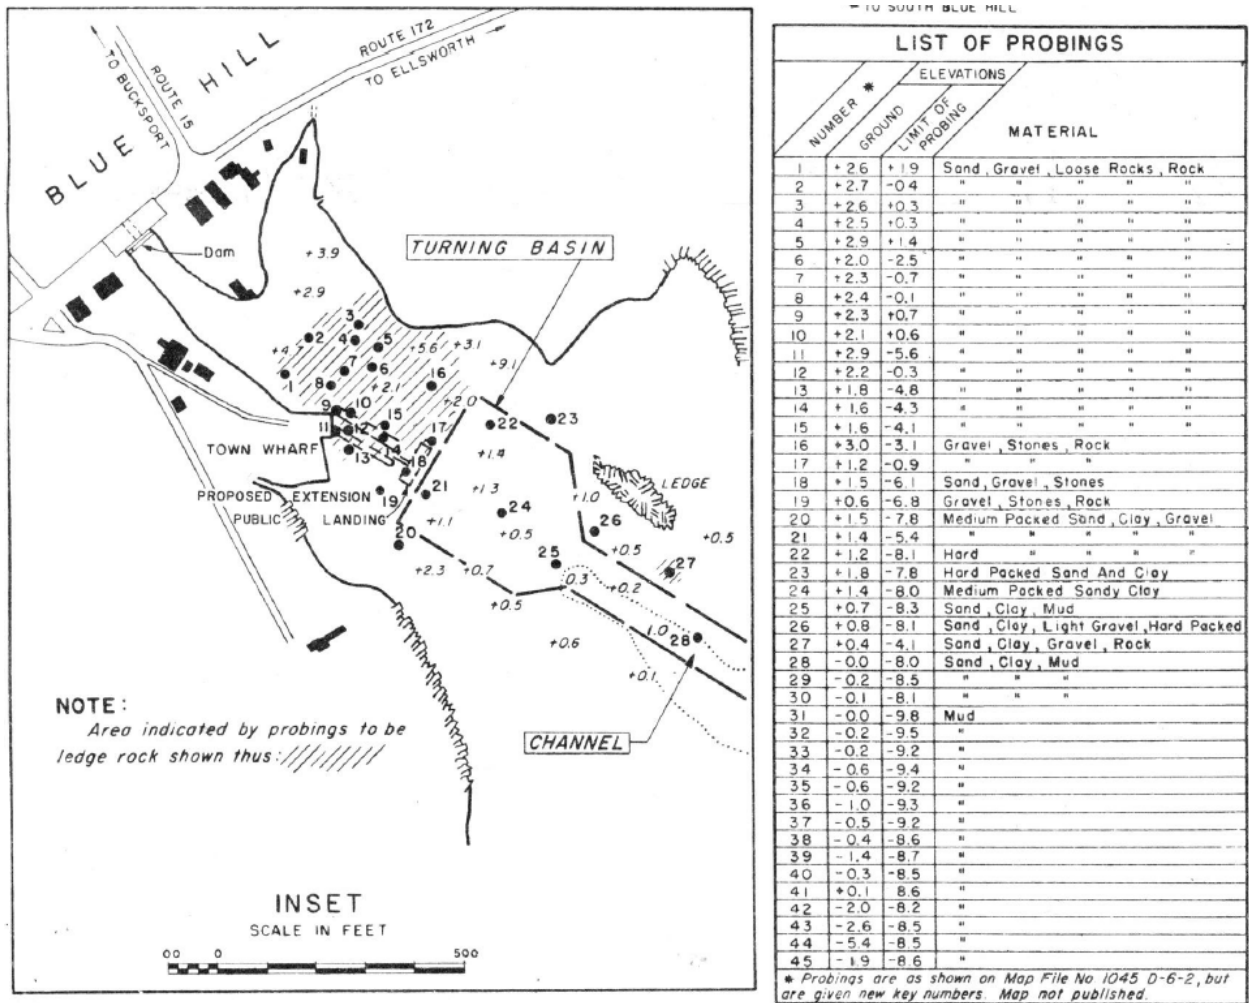 TO SOUTH BLUE HILL
BLUE HILL
TO BUCKSPORT
ROUTE 15
ROUTE 172
TO ELLSWORTH
Dam
TURNING BASIN
+3.9
+2.9
3
2
4
5
+5.6
+3.1
+4.7
7
6
+9.1
1
8
+2.1
16
+2.0
9
10
15
22
23
11
12
14
17
TOWN WHARF
13
18
+1.4
LEDGE
PROPOSED EXTENSION
19
21
+1.3
+1.0
PUBLIC LANDING
+1.1
24
26
20
+0.5
+0.5
+0.5
25
27
+2.3
+0.7
0.3
+0.2
+0.5
1.0
28
+0.6
+0.1
CHANNEL
NOTE:
Area indicated by probings to be
ledge rock shown thus:
INSET
SCALE IN FEET
00 0 500
LIST OF PROBINGS
NUMBER *
ELEVATIONS
GROUND
LIMIT OF PROBING
MATERIAL
1 +2.6 +1.9 Sand, Gravel, Loose Rocks, Rock
2 +2.7 -0.4 " " " " "
3 +2.6 +0.3 " " " " "
4 +2.5 +0.3 " " " " "
5 +2.9 +1.4 " " " " "
6 +2.0 -2.5 " " " " "
7 +2.3 -0.7 " " " " "
8 +2.4 -0.1 " " " " "
9 +2.3 +0.7 " " " " "
10 +2.1 +0.6 " " " " "
11 +2.9 -5.6 " " " " "
12 +2.2 -0.3 " " " " "
13 +1.8 -4.8 " " " " "
14 +1.6 -4.3 " " " " "
15 +1.6 -4.1 " " " " "
16 +3.0 -3.1 Gravel, Stones, Rock
17 +1.2 -0.9 " " "
18 +1.5 -6.1 Sand, Gravel, Stones
19 +0.6 -6.8 Gravel, Stones, Rock
20 +1.5 -7.8 Medium Packed Sand, Clay, Gravel
21 +1.4 -5.4 " " " " "
22 +1.2 -8.1 Hard " " " "
23 +1.8 -7.8 Hard Packed Sand And Clay
24 +1.4 -8.0 Medium Packed Sandy Clay
25 +0.7 -8.3 Sand, Clay, Mud
26 +0.8 -8.1 Sand, Clay, Light Gravel, Hard Packed
27 +0.4 -4.1 Sand, Clay, Gravel, Rock
28 -0.0 -8.0 Sand, Clay, Mud
29 -0.2 -8.5 " " "
30 -0.1 -8.1 " " "
31 -0.0 -9.8 Mud
32 -0.2 -9.5 "
33 -0.2 -9.2 "
34 -0.6 -9.4 "
35 -0.6 -9.2 "
36 -1.0 -9.3 "
37 -0.5 -9.2 "
38 -0.4 -8.6 "
39 -1.4 -8.7 "
40 -0.3 -8.5 "
41 +0.1 8.6 "
42 -2.0 -8.2 "
43 -2.6 -8.5 "
44 -5.4 -8.5 "
45 -1.9 -8.6 "
* Probings are as shown on Map File No 1045 D-6-2, but
are given new key numbers. Map not published.